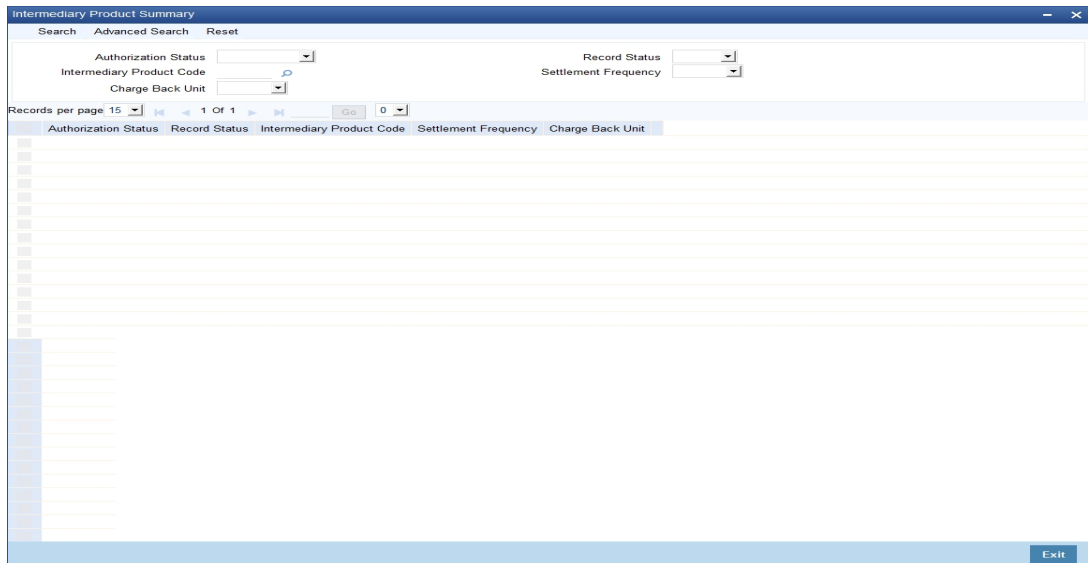 Intermediary Product Summary
Search Advanced Search Reset
Authorization Status Record Status
Intermediary Product Code Settlement Frequency
Charge Back Unit
Records per page 15 1 Of 1 Go 0
Authorization Status Record Status Intermediary Product Code Settlement Frequency Charge Back Unit
Exit